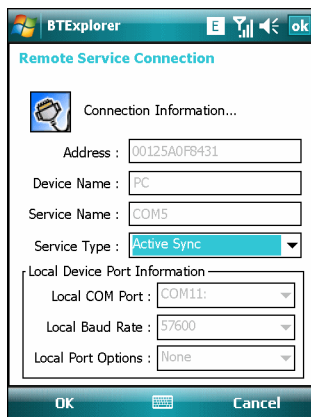 BTExplorer E ok
Remote Service Connection
Connection Information...
Address : 00125A0F8431
Device Name : PC
Service Name : COM5
Service Type : Active Sync
Local Device Port Information
Local COM Port : COM11:
Local Baud Rate : 57600
Local Port Options : None
OK Cancel